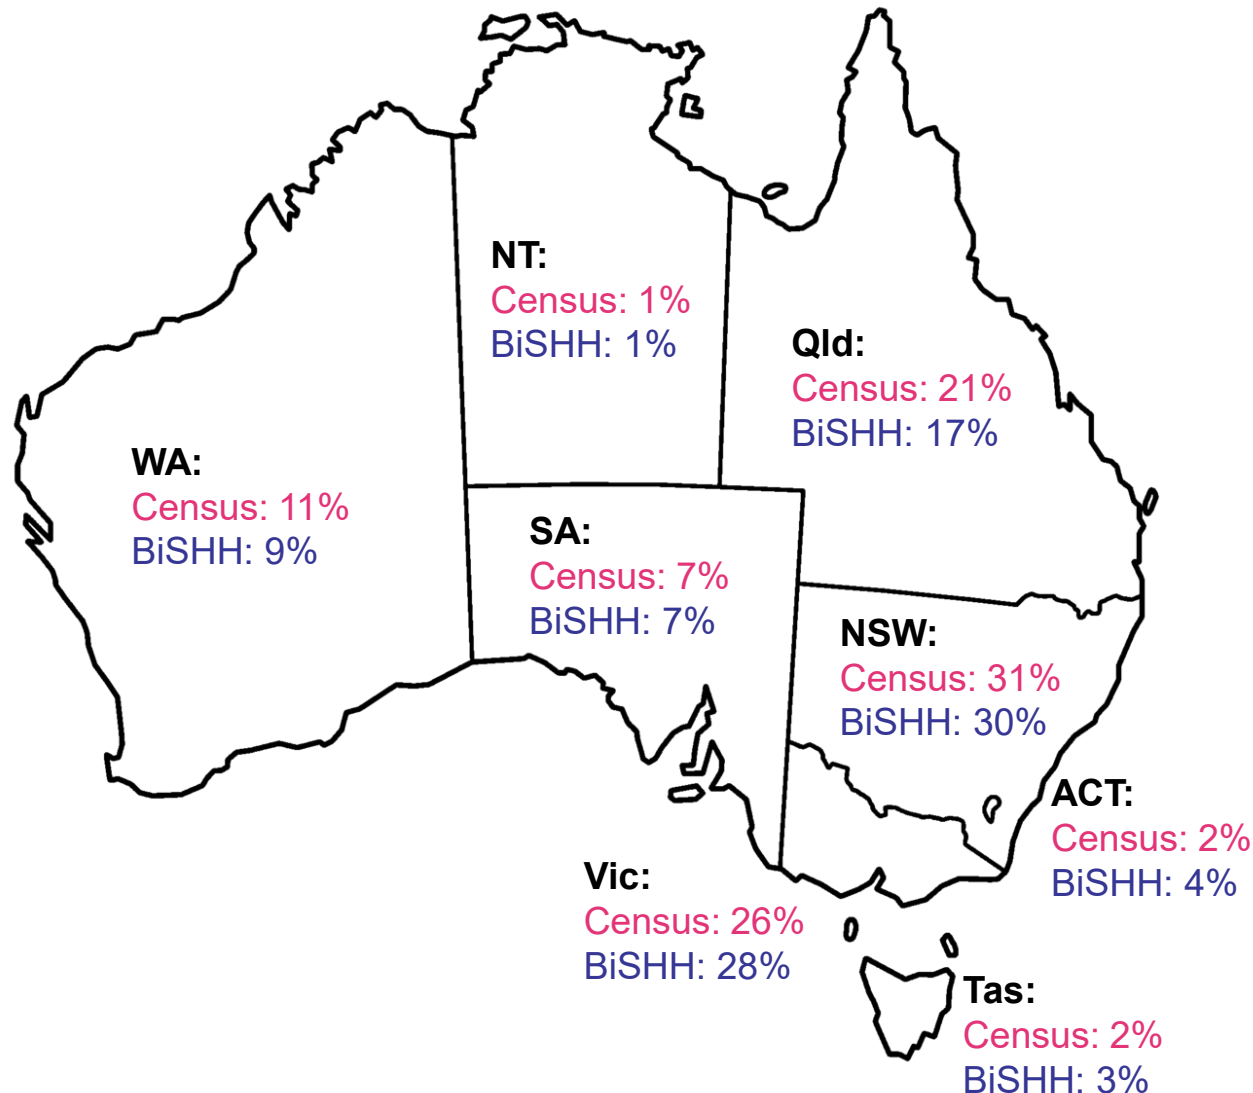 NT:
Census: 1%
BiSHH: 1%
Qld:
Census: 21%
BiSHH: 17%
WA:
Census: 11%
BiSHH: 9%
SA:
Census: 7%
BiSHH: 7%
NSW:
Census: 31%
BiSHH: 30%
ACT:
Census: 2%
BiSHH: 4%
Vic:
Census: 26%
BiSHH: 28%
Tas:
Census: 2%
BiSHH: 3%